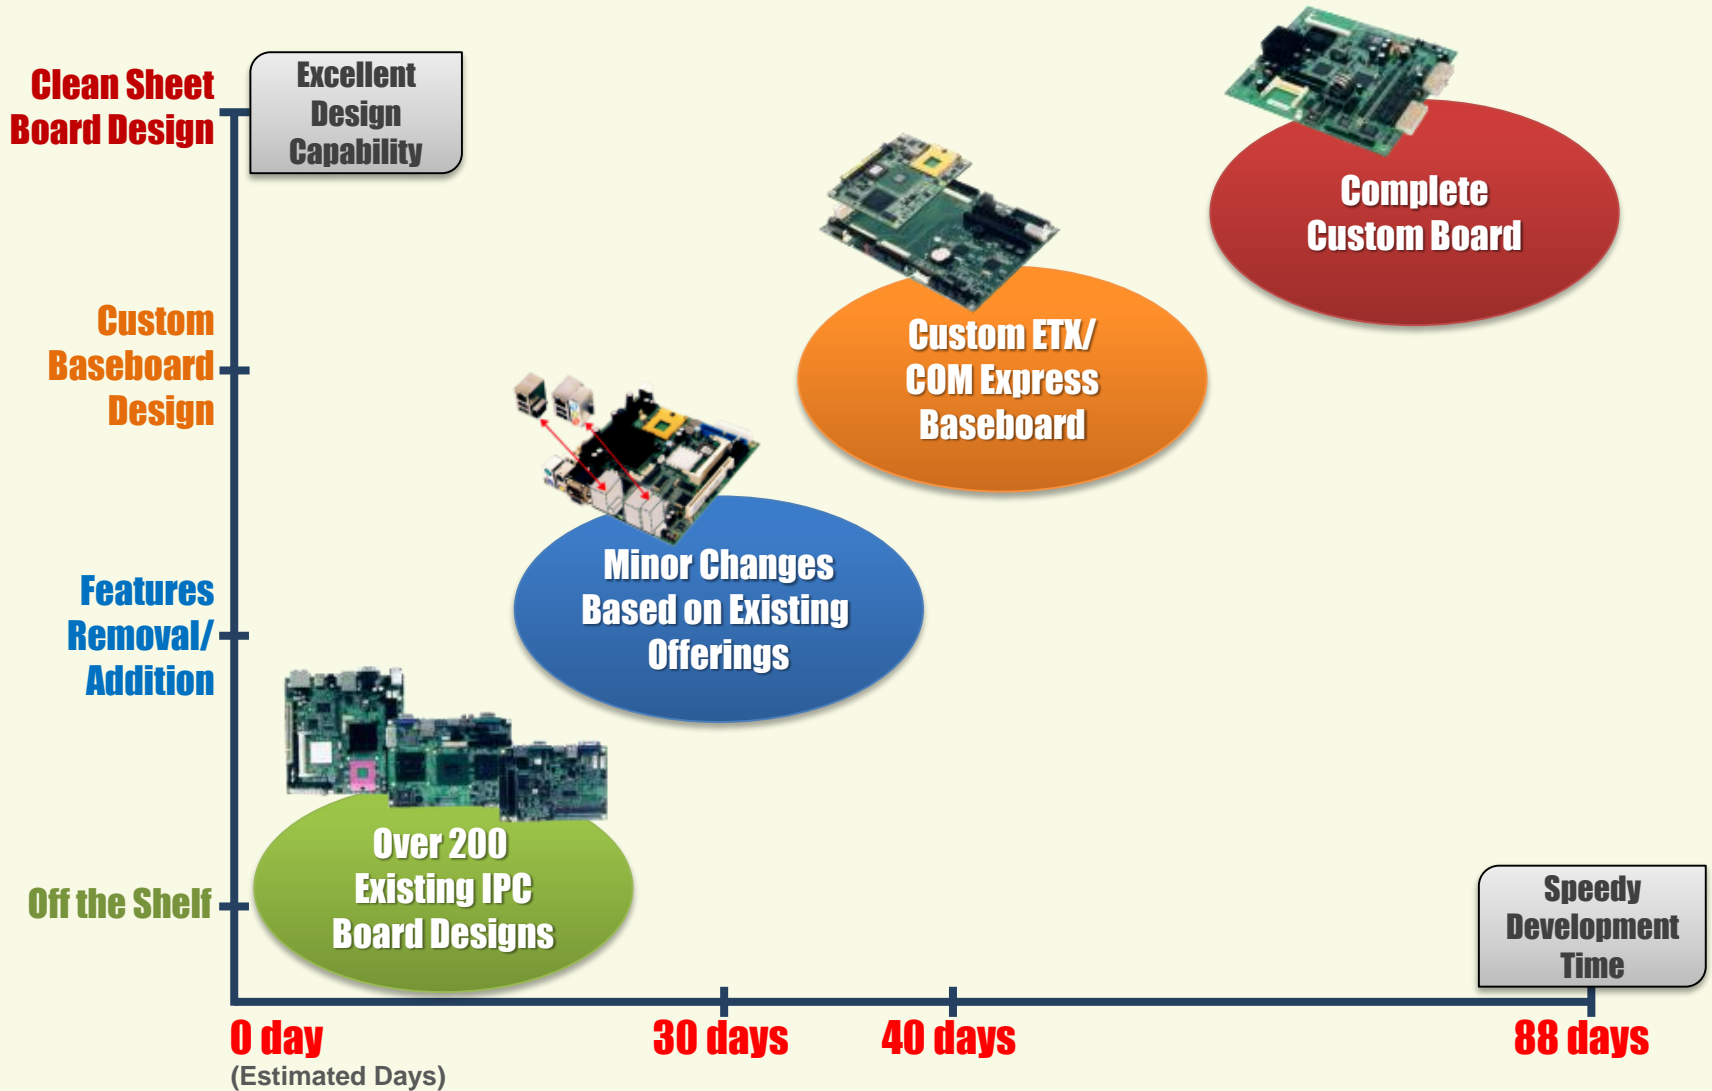 Clean Sheet
Board Design
Excellent
Design
Capability
Complete
Custom Board
Custom
Baseboard
Design
Custom ETX/
COM Express
Baseboard
Features
Removal/
Addition
Minor Changes
Based on Existing
Offerings
Off the Shelf
Over 200
Existing IPC
Board Designs
Speedy
Development
Time
0 day
30 days
40 days
88 days
(Estimated Days)